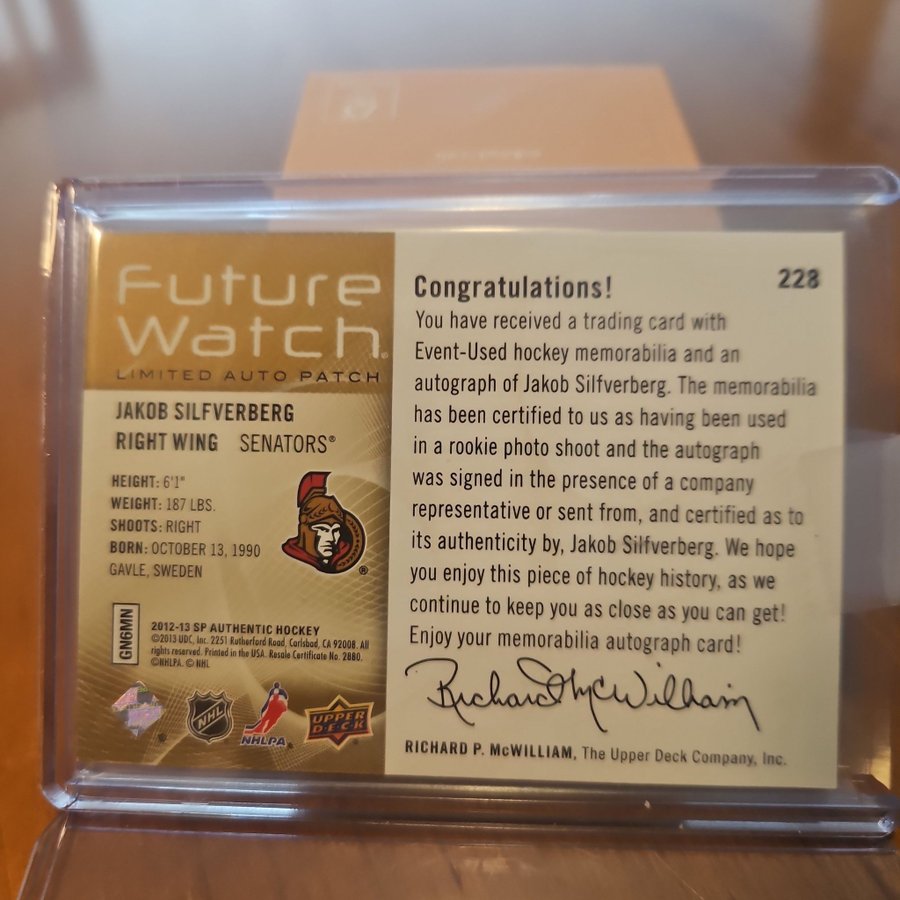 Future
Watch®
LIMITED AUTO PATCH
JAKOB SILFVERBERG
RIGHT WING SENATORS®
HEIGHT: 6'1"
WEIGHT: 187 LBS.
SHOOTS: RIGHT
BORN: OCTOBER 13, 1990
GAVLE, SWEDEN
®
GN6MN
2012-13 SP AUTHENTIC HOCKEY
©2013 UDC, Inc. 2251 Rutherford Road, Carlsbad, CA 92008. All
rights reserved. Printed in the USA. Resale Certificate No. 2880.
©NHLPA. © NHL
NHL
NHLPA
UPPER
DECK
228
Congratulations!
You have received a trading card with
Event-Used hockey memorabilia and an
autograph of Jakob Silfverberg. The memorabilia
has been certified to us as having been used
in a rookie photo shoot and the autograph
was signed in the presence of a company
representative or sent from, and certified as to
its authenticity by, Jakob Silfverberg. We hope
you enjoy this piece of hockey history, as we
continue to keep you as close as you can get!
Enjoy your memorabilia autograph card!
Richard McWilliam
RICHARD P. McWILLIAM, The Upper Deck Company, Inc.